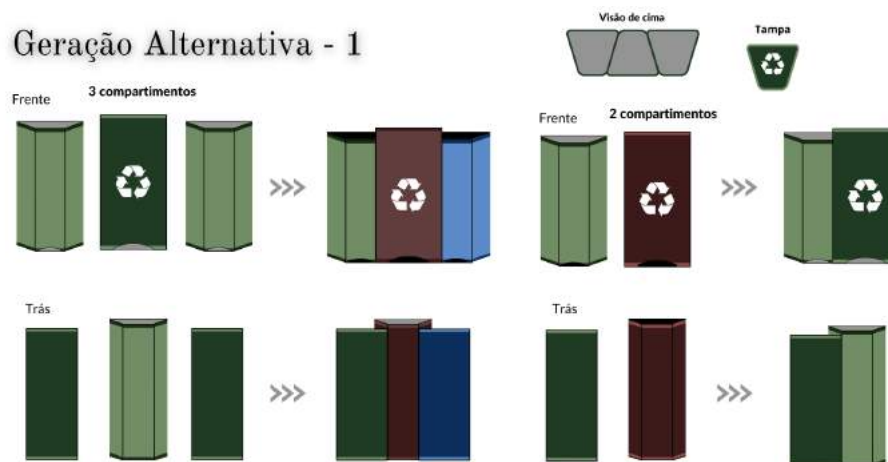 Geração Alternativa - 1
Visão de cima
Tampa
Frente
3 compartimentos
Frente
2 compartimentos
Trás
Trás